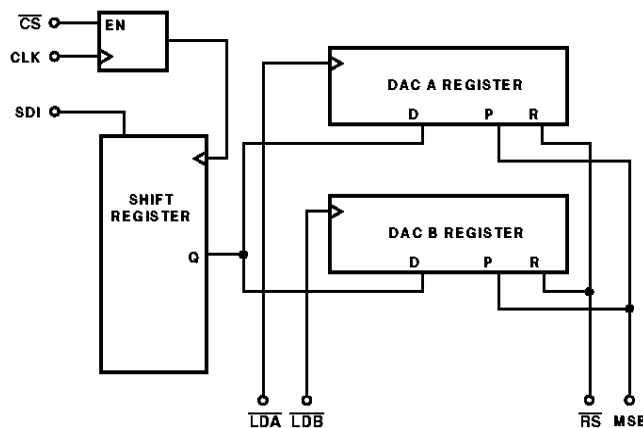 CS
EN
CLK
SDI
SHIFT
REGISTER
Q
DAC A REGISTER
D P R
DAC B REGISTER
D P R
LDA LDB RS MSB